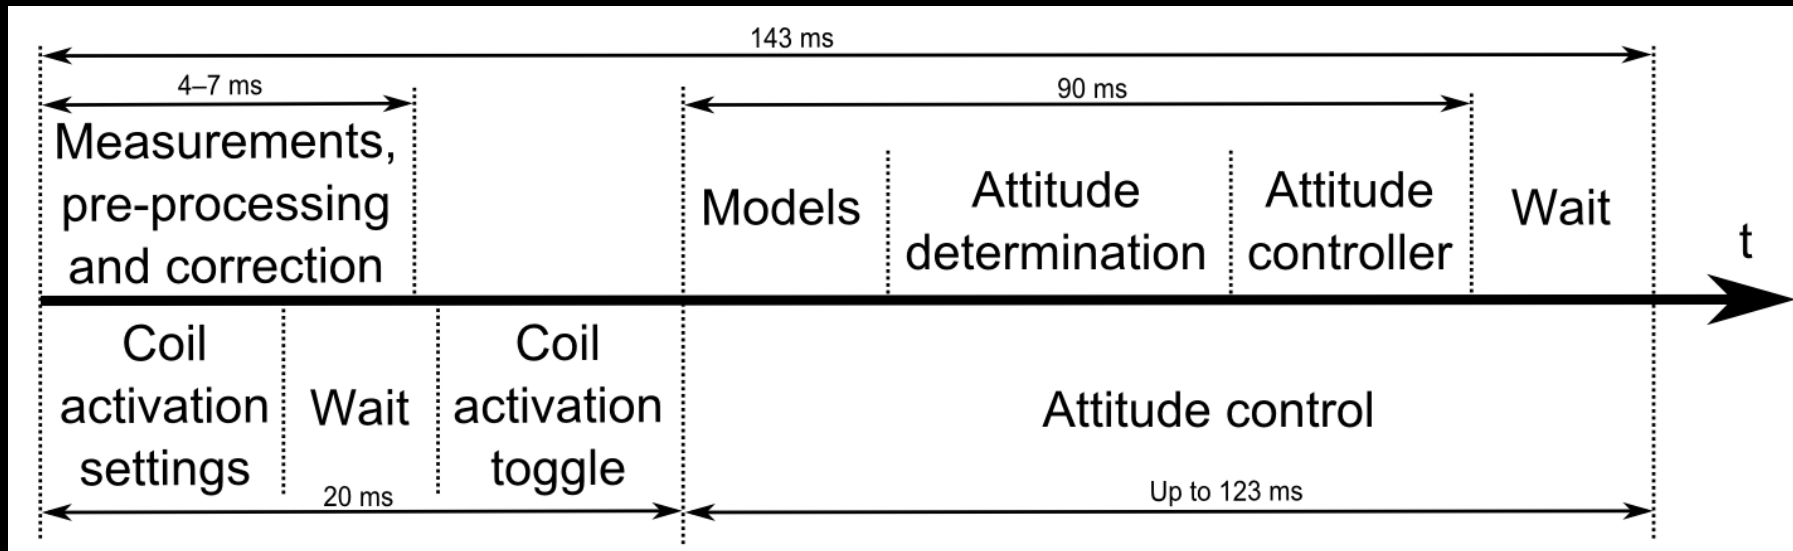 143 ms
4–7 ms
90 ms
Measurements,
pre-processing
and correction
Models
Attitude
determination
Attitude
controller
Wait
t
Coil
activation
settings
Wait
Coil
activation
toggle
Attitude control
20 ms
Up to 123 ms